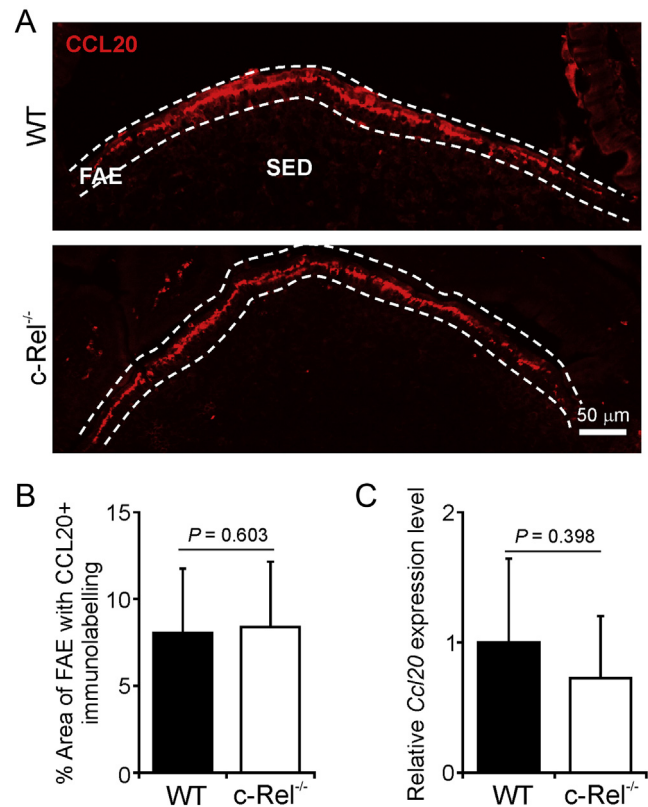 A
CCL20
WT
FAE
SED
c-Rel⁻/⁻
50 μm
B
% Area of FAE with CCL20+
immunolabelling
15
10
5
0
P = 0.603
WT
c-Rel⁻/⁻
C
Relative Ccl20 expression level
2
1
0
P = 0.398
WT
c-Rel⁻/⁻